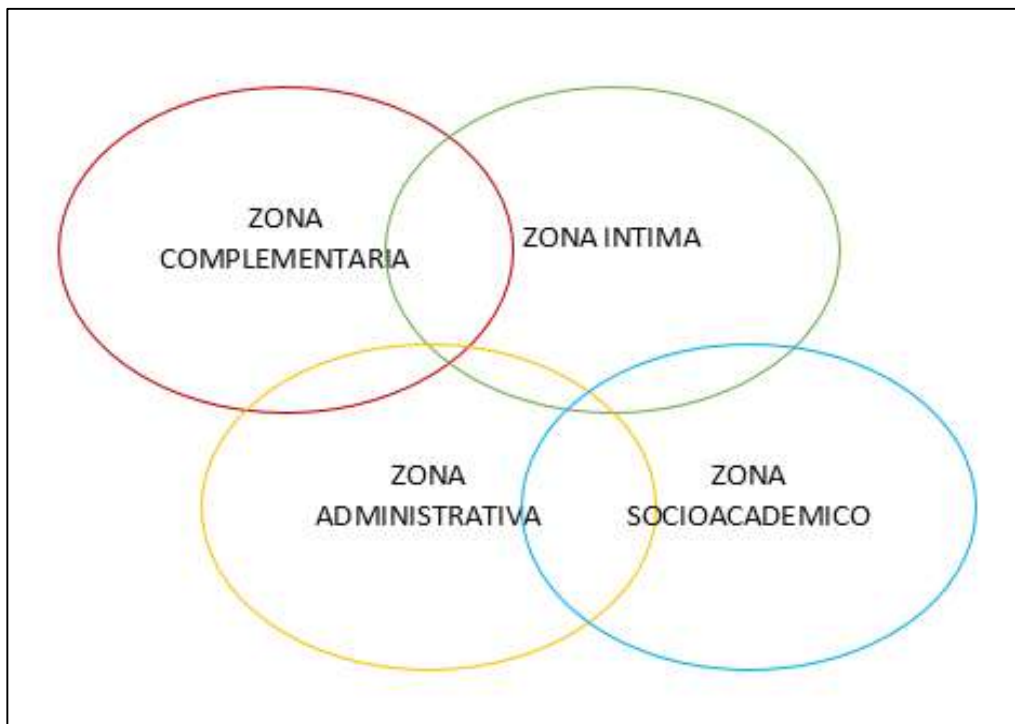 ZONA
COMPLEMENTARIA
ZONA INTIMA
ZONA
ADMINISTRATIVA
ZONA
SOCIOACADEMICO